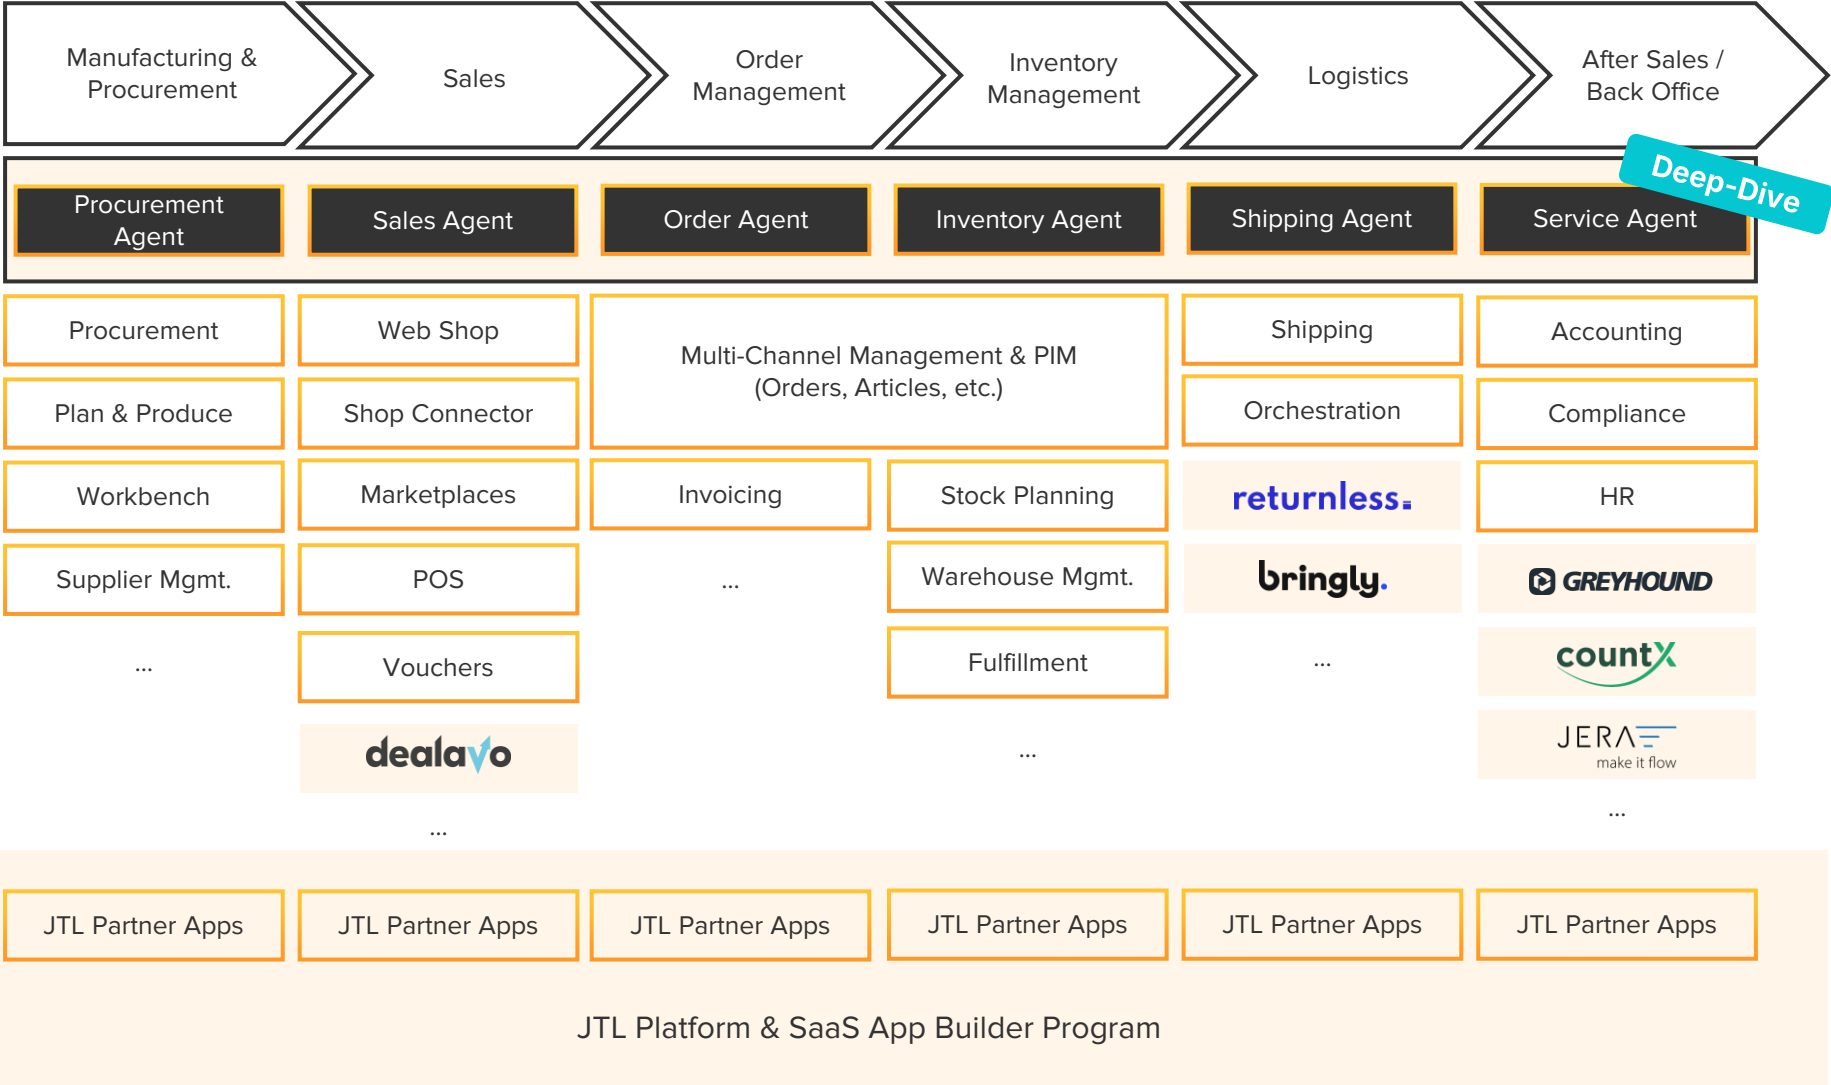 Manufacturing &
Procurement
Sales
Order
Management
Inventory
Management
Logistics
After Sales /
Back Office
Deep-Dive
Procurement
Agent
Sales Agent
Order Agent
Inventory Agent
Shipping Agent
Service Agent
Procurement
Plan & Produce
Workbench
Supplier Mgmt.
...
Web Shop
Shop Connector
Marketplaces
POS
Vouchers
dealavo
...
Multi-Channel Management & PIM
(Orders, Articles, etc.)
Invoicing
...
Stock Planning
Warehouse Mgmt.
Fulfillment
...
Shipping
Orchestration
returnless
bringly.
...
Accounting
Compliance
HR
GREYHOUND
countX
JERA
make it flow
...
JTL Partner Apps
JTL Partner Apps
JTL Partner Apps
JTL Partner Apps
JTL Partner Apps
JTL Partner Apps
JTL Platform & SaaS App Builder Program